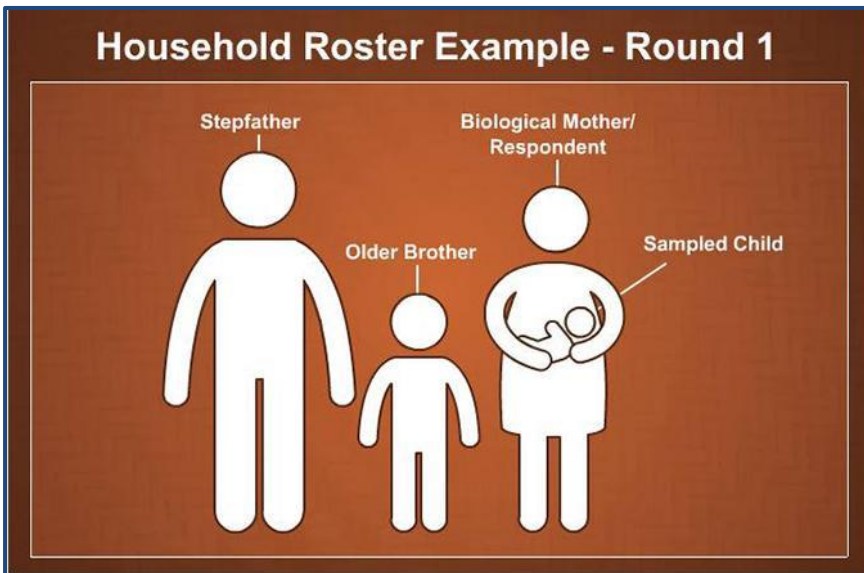 Household Roster Example - Round 1
Stepfather
Biological Mother/
Respondent
Older Brother
Sampled Child